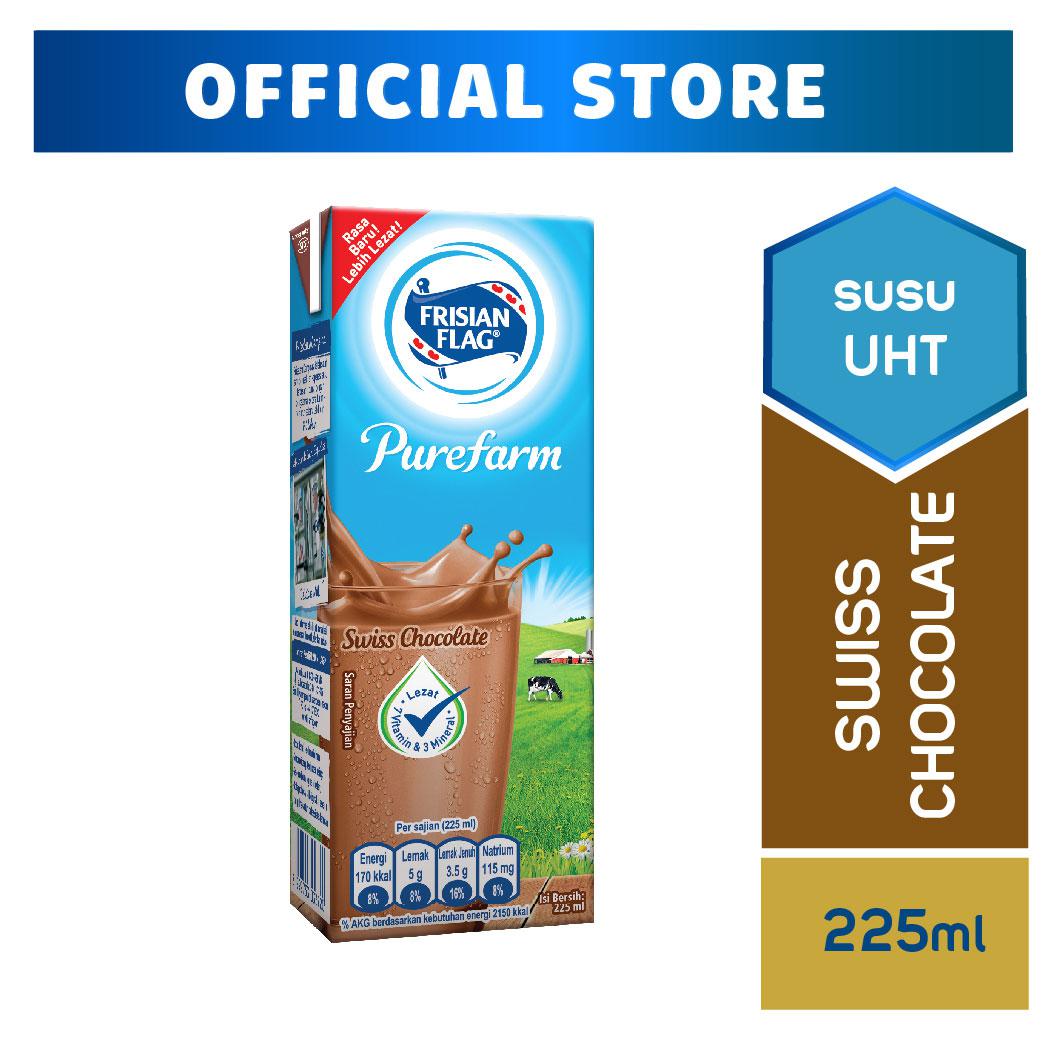 OFFICIAL STORE
Rasa
Baru!
Lebih Lezat!
FRISIAN
FLAG®
Purefarm
Swiss Chocolate
Saran Penyajian
Lezat
7 Vitamin & 3 Mineral
Per sajian (225 ml)
Energi
170 kkal
8%
Lemak
5 g
8%
Lemak Jenuh
3.5 g
16%
Natrium
115 mg
8%
% AKG berdasarkan kebutuhan energi 2150 kkal
Isi Bersih:
225 ml
SUSU
UHT
SWISS
CHOCOLATE
225ml